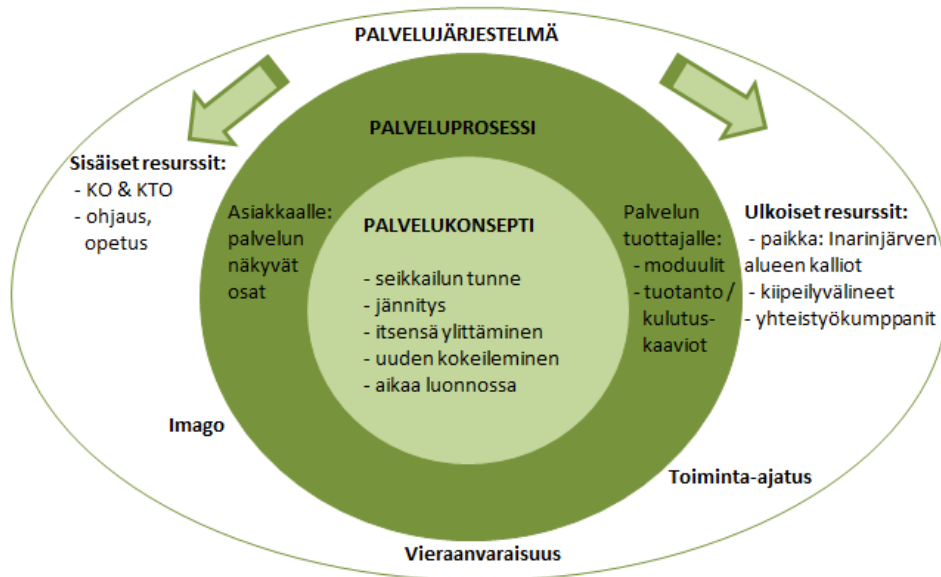 PALVELUJÄRJESTELMÄ
PALVELUPROSESSI
Sisäiset resurssit:
- KO & KTO
- ohjaus,
opetus
Asiakkaalle:
palvelun
näkyvät
osat
PALVELUKONSEPTI
- seikkailun tunne
- jännitys
- itsensä ylittäminen
- uuden kokeileminen
- aikaa luonnossa
Palvelun
tuottajalle:
- moduulit
- tuotanto /
kulutus-
kaaviot
Ulkoiset resurssit:
- paikka: Inarinjärven
alueen kalliot
- kiipeilyvälineet
- yhteistyökumppanit
Imago
Toiminta-ajatus
Vieraanvaraisuus